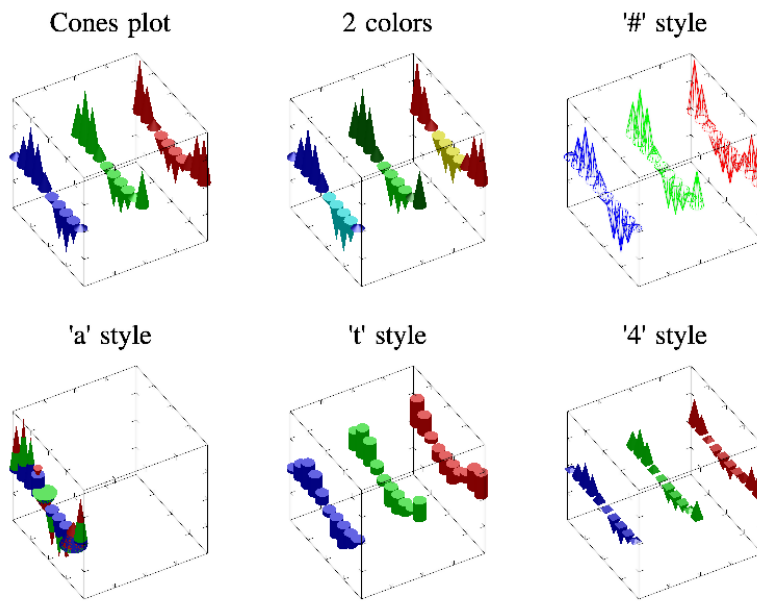 Cones plot
2 colors
'#' style
'a' style
't' style
'4' style